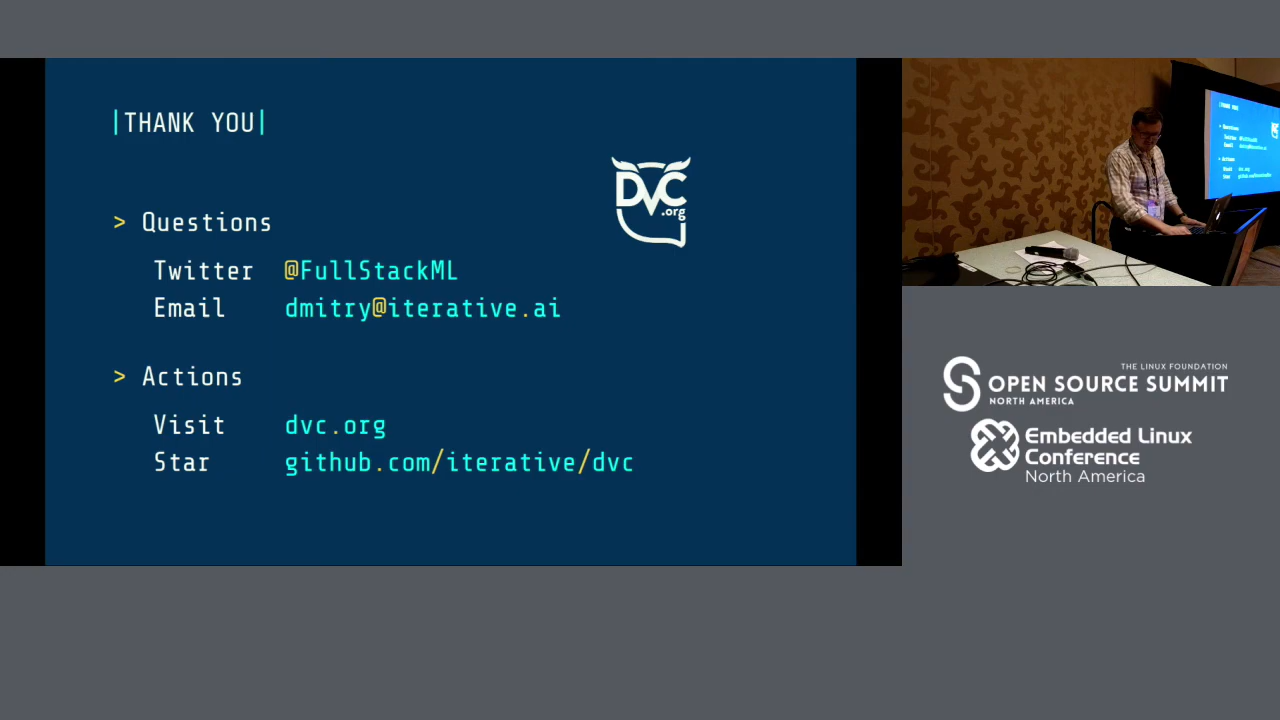 |THANK YOU|
DVC
.org
> Questions
Twitter @FullStackML
Email dmitry@iterative.ai
> Actions
Visit dvc.org
Star github.com/iterative/dvc
THE LINUX FOUNDATION
OPEN SOURCE SUMMIT
NORTH AMERICA
Embedded Linux
Conference
North America